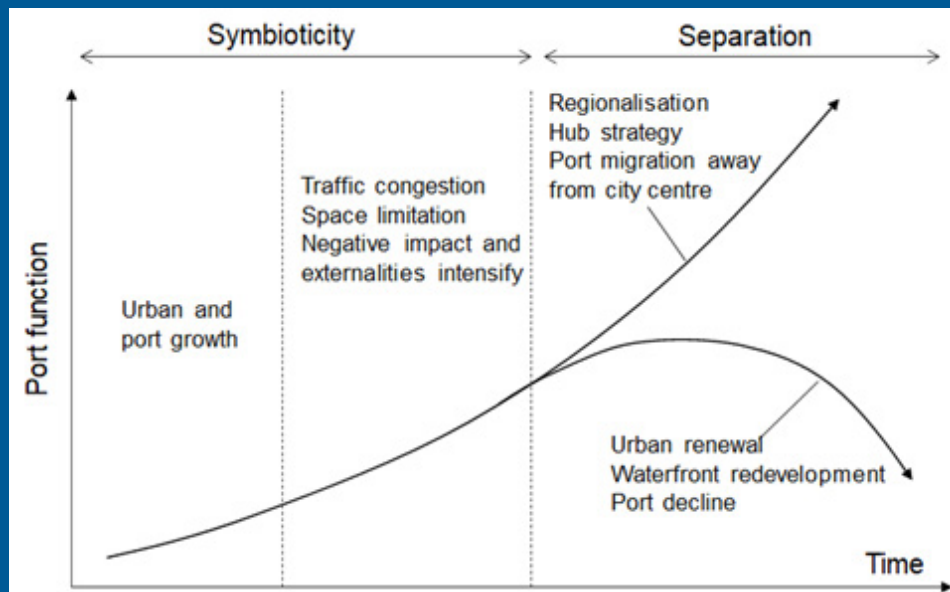 Symbioticity
Separation
Port function
Urban and
port growth
Traffic congestion
Space limitation
Negative impact and
externalities intensify
Regionalisation
Hub strategy
Port migration away
from city centre
Urban renewal
Waterfront redevelopment
Port decline
Time